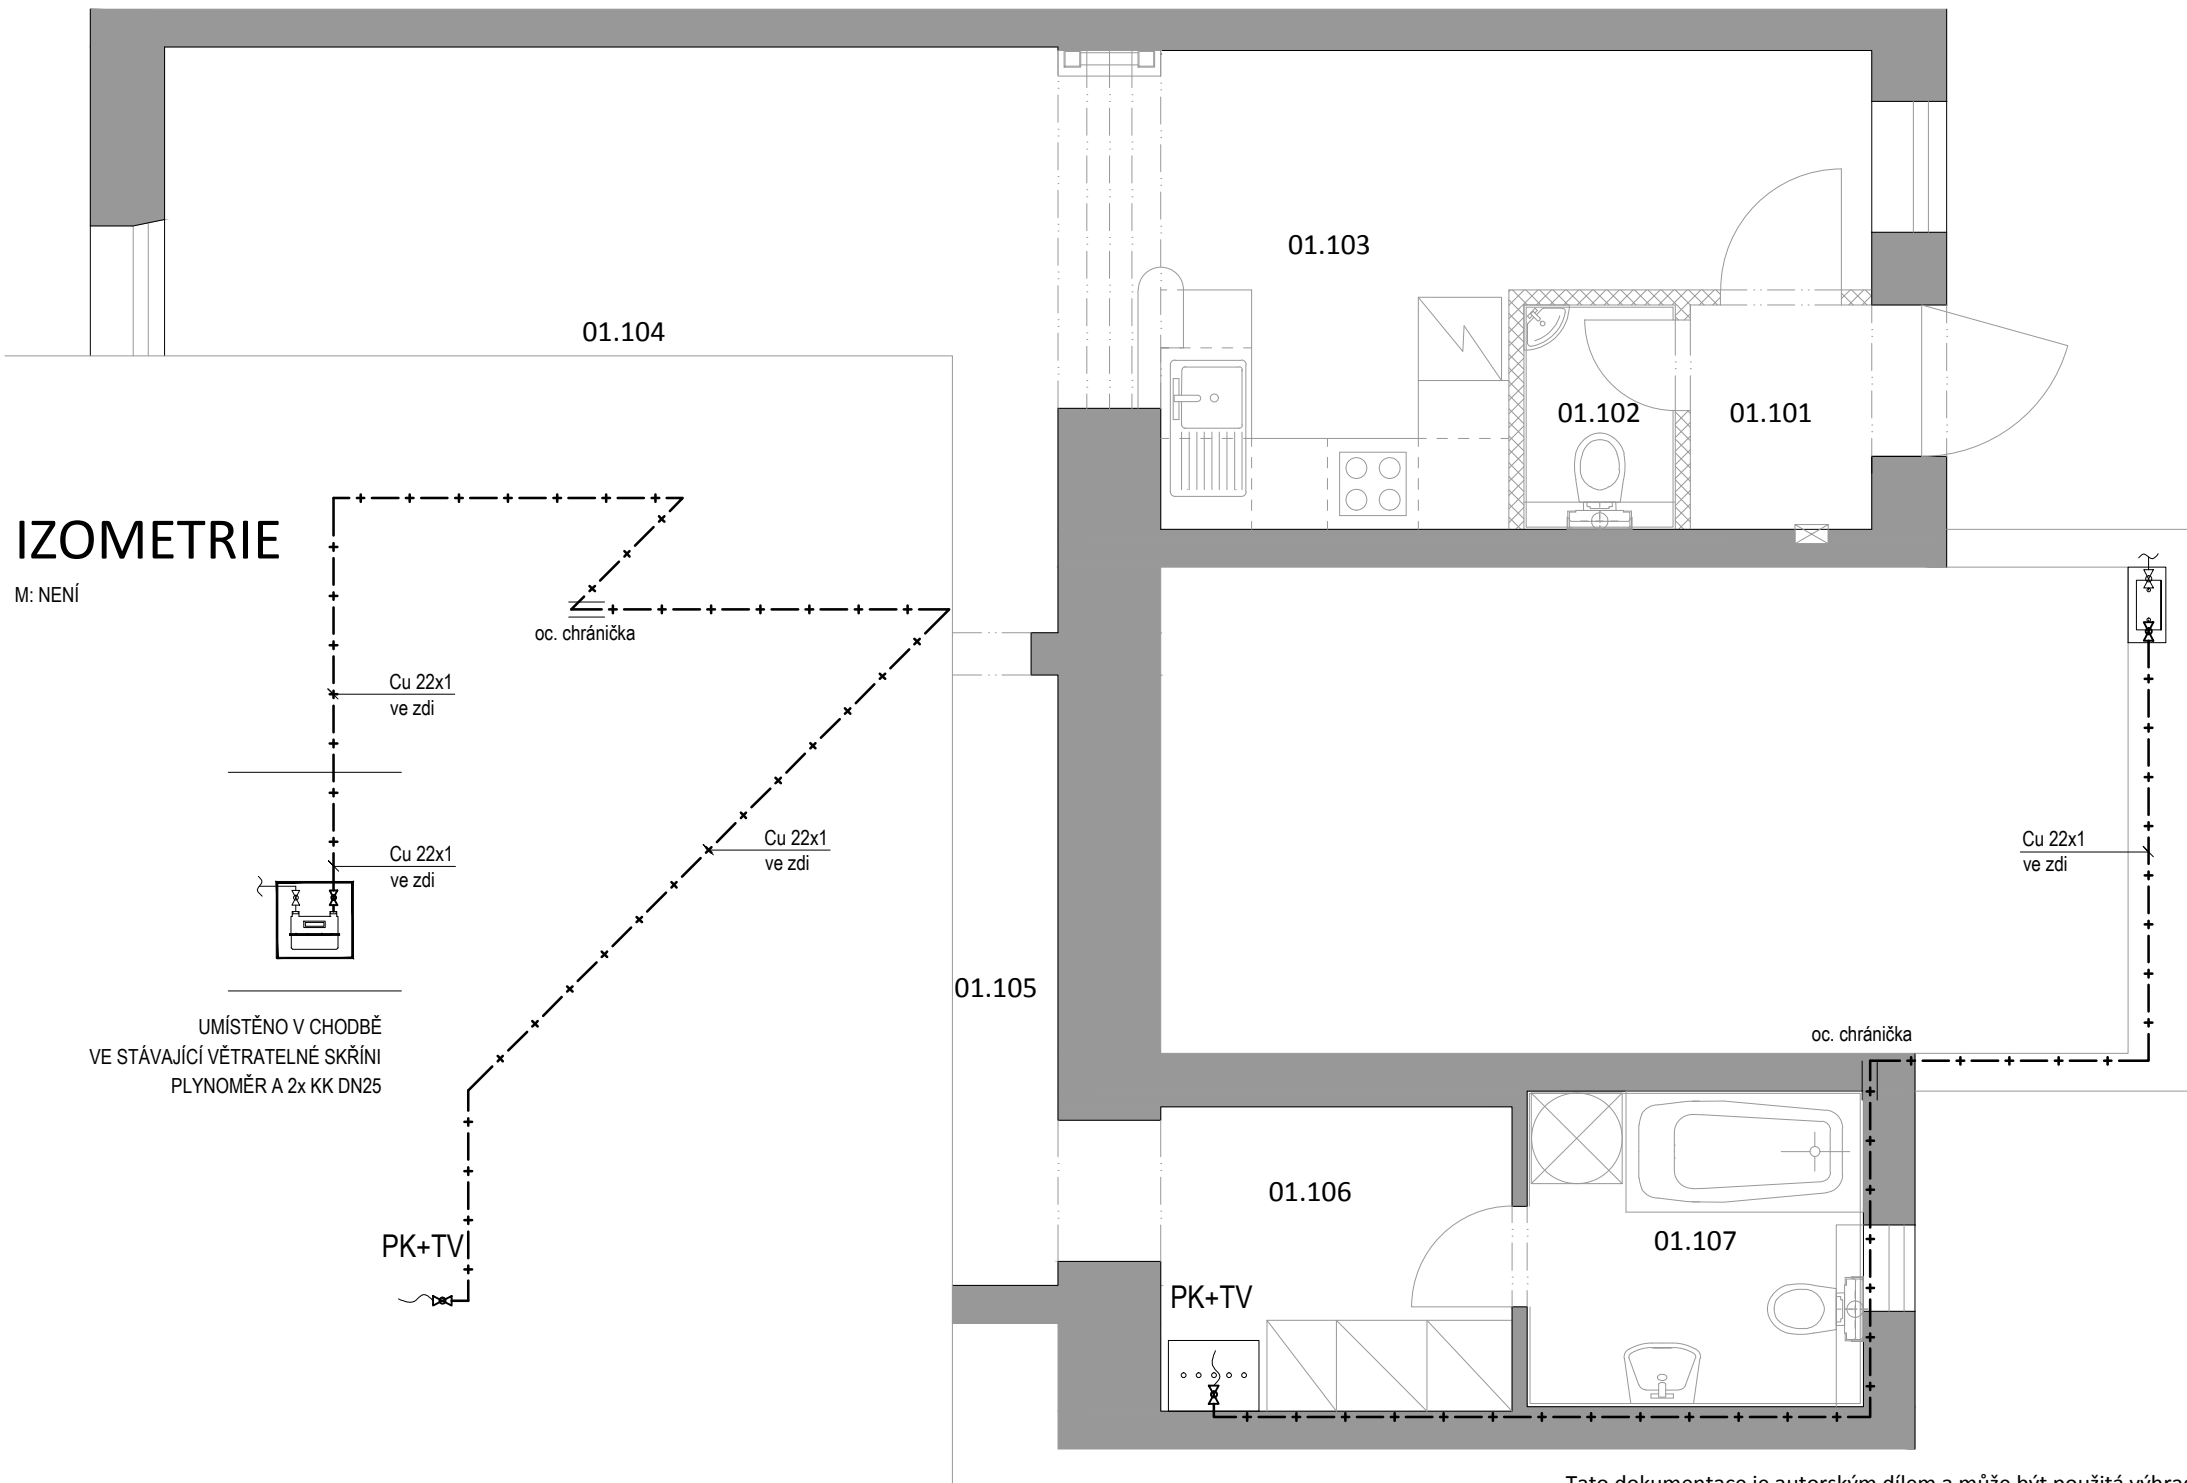 01.103
01.104
01.102
01.101
IZOMETRIE
M: NENÍ
oc. chránička
Cu 22x1
ve zdi
Cu 22x1
ve zdi
Cu 22x1
ve zdi
Cu 22x1
ve zdi
01.105
UMÍSTĚNO V CHODBĚ
VE STÁVAJÍCÍ VĚTRATELNÉ SKŘÍNI
PLYNOMĚR A 2x KK DN25
oc. chránička
01.106
01.107
PK+TV
PK+TV
Tato dokumentace je autorským dílem a může být použitá výhrad